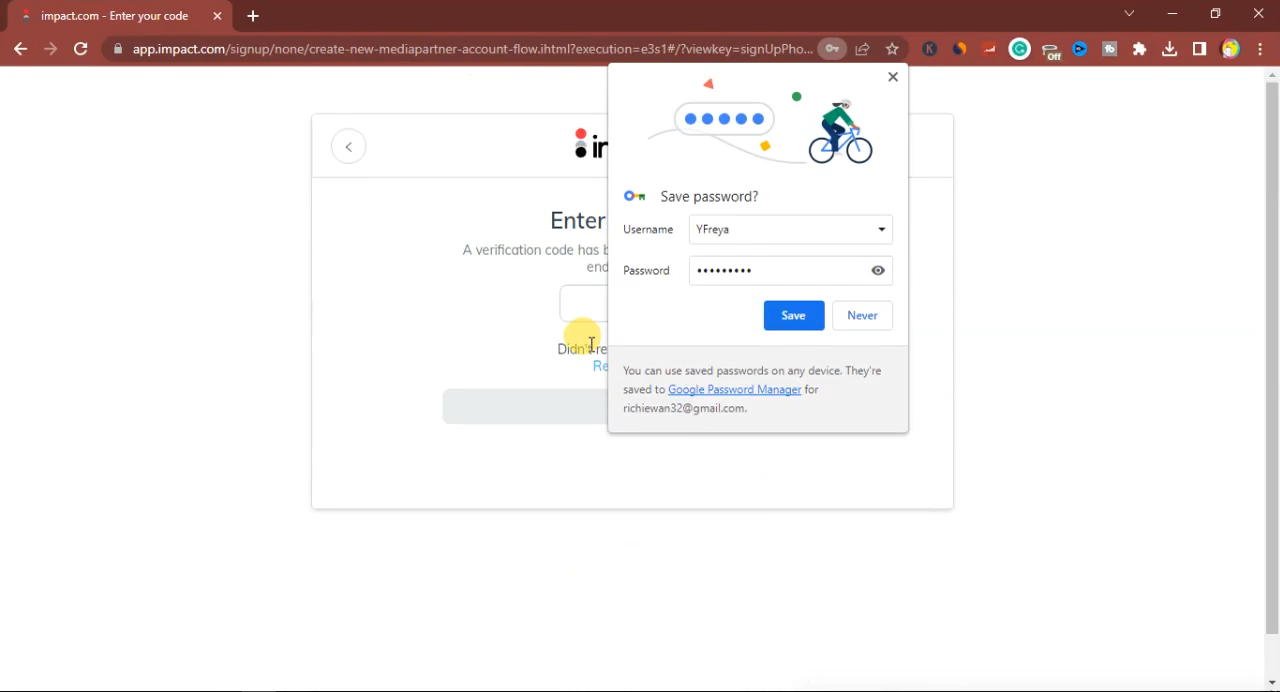 impact.com - Enter your code
app.impact.com/signup/none/create-new-mediapartner-account-flow.ihtml?execution=e3s1#/?viewkey=signUpPho...
Off
Save password?
Enter
Username YFreya
A verification code has
Password •••••••••
Save Never
Didn't re
You can use saved passwords on any device. They're
saved to Google Password Manager for
richiewan32@gmail.com.